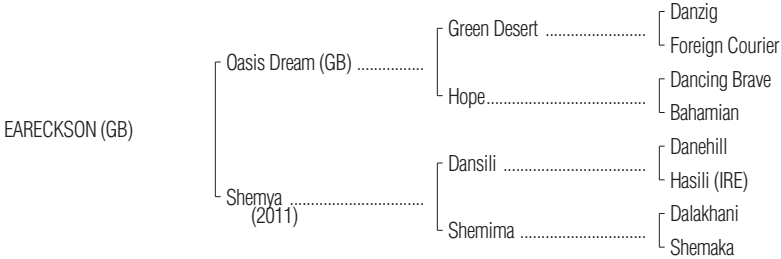 Danzig
Green Desert ..........................
Foreign Courier
Oasis Dream (GB) .................
Dancing Brave
Hope.........................................
Bahamian
EARECKSON (GB)
Danehill
Dansili .....................................
Hasili (IRE)
Shemya ..................................
(2011)
Dalakhani
Shemima .................................
Shemaka